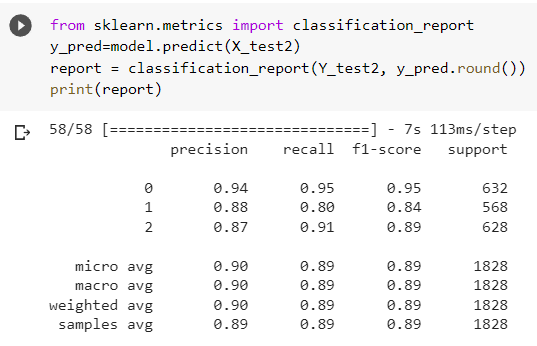 from sklearn.metrics import classification_report
y_pred=model.predict(X_test2)
report = classification_report(Y_test2, y_pred.round())
print(report)
58/58 [==============================] - 7s 113ms/step
precision recall f1-score support
0 0.94 0.95 0.95 632
1 0.88 0.80 0.84 568
2 0.87 0.91 0.89 628
micro avg 0.90 0.89 0.89 1828
macro avg 0.90 0.89 0.89 1828
weighted avg 0.90 0.89 0.89 1828
samples avg 0.89 0.89 0.89 1828